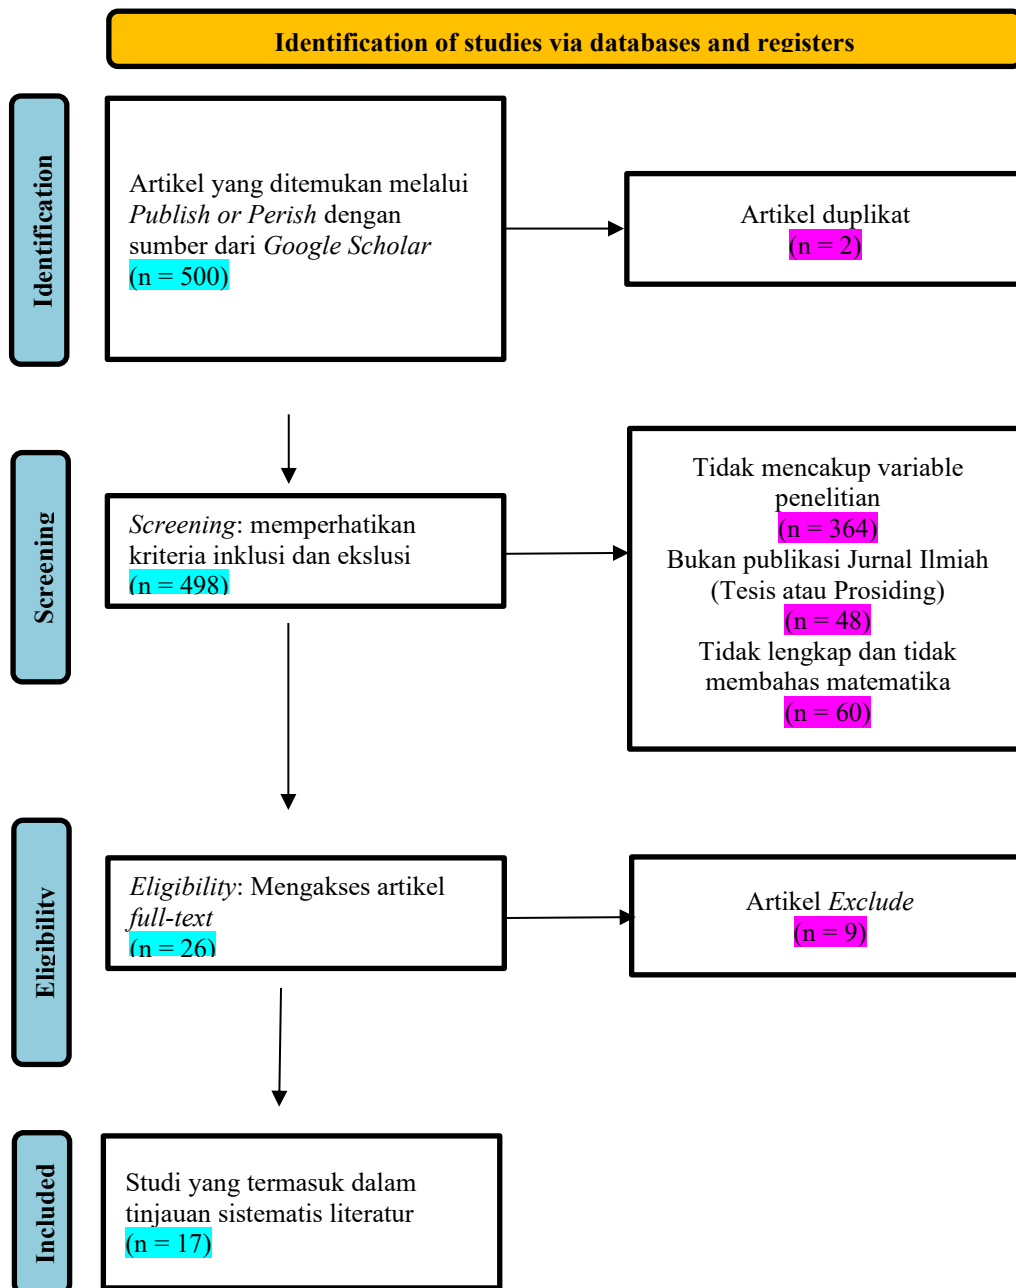 Identification of studies via databases and registers
Identification
Artikel yang ditemukan melalui
Publish or Perish dengan
sumber dari Google Scholar
(n = 500)
Artikel duplikat
(n = 2)
Screening
Screening: memperhatikan
kriteria inklusi dan ekslusi
(n = 498)
Tidak mencakup variable
penelitian
(n = 364)
Bukan publikasi Jurnal Ilmiah
(Tesis atau Prosiding)
(n = 48)
Tidak lengkap dan tidak
membahas matematika
(n = 60)
Eligibility
Eligibility: Mengakses artikel
full-text
(n = 26)
Artikel Exclude
(n = 9)
Included
Studi yang termasuk dalam
tinjauan sistematis literatur
(n = 17)